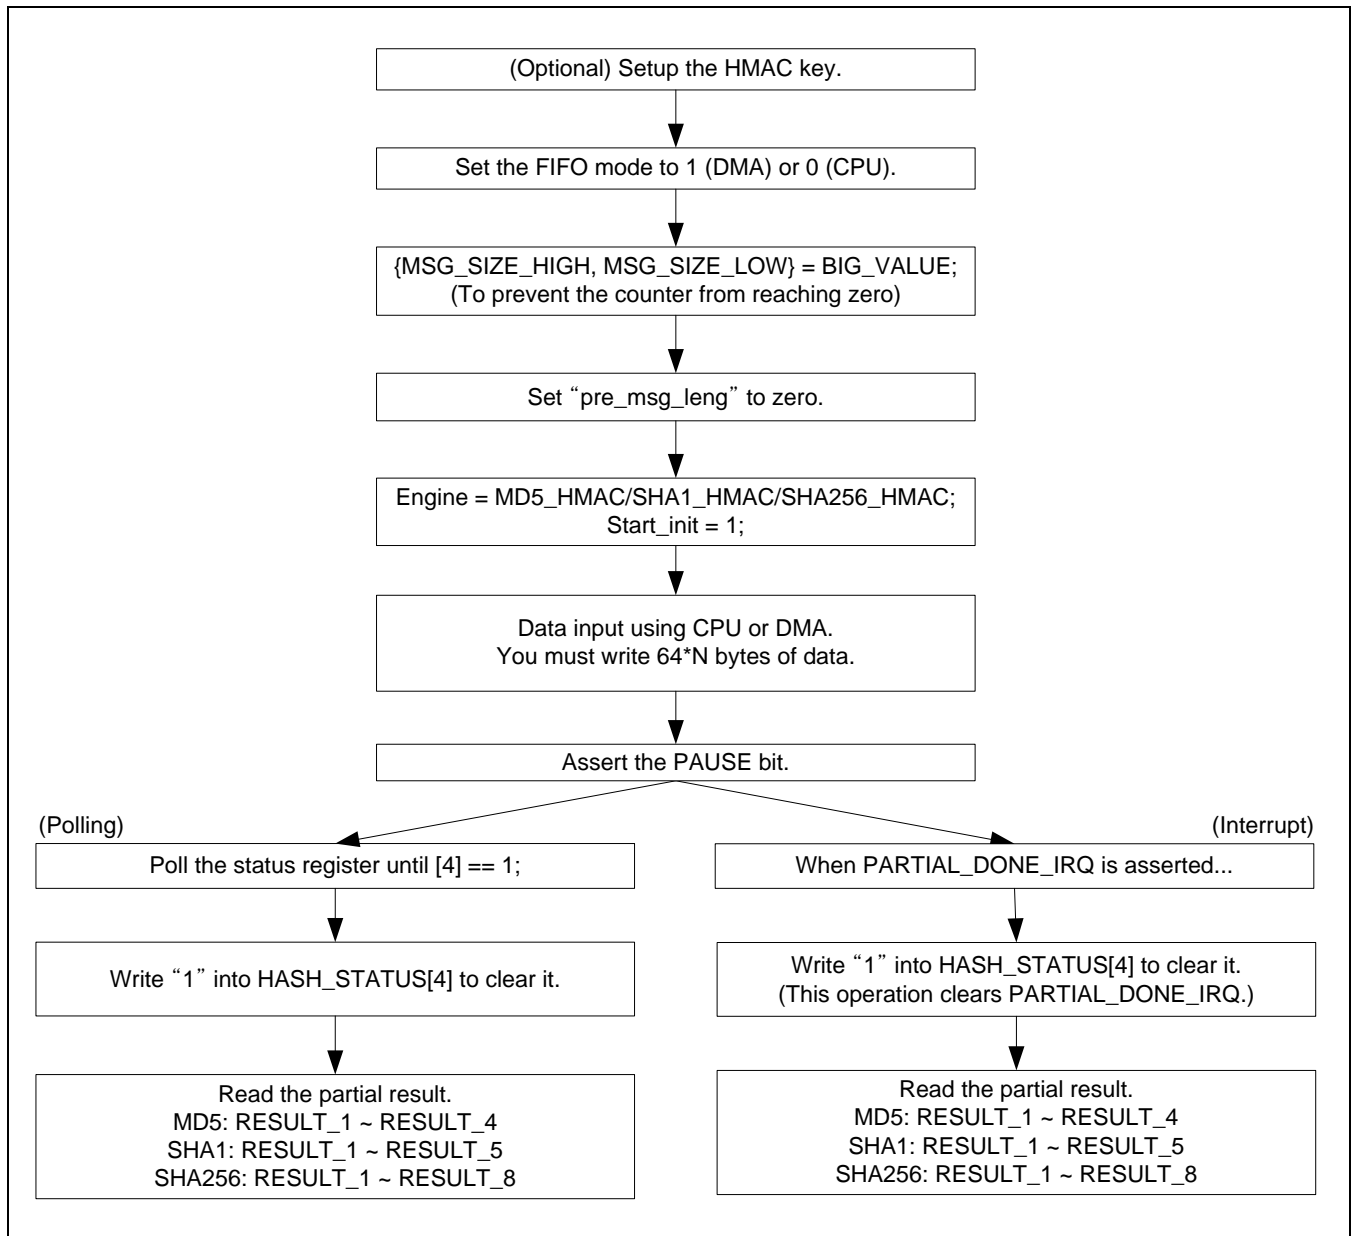 (Optional) Setup the HMAC key.
Set the FIFO mode to 1 (DMA) or 0 (CPU).
{MSG_SIZE_HIGH, MSG_SIZE_LOW} = BIG_VALUE;
(To prevent the counter from reaching zero)
Set “pre_msg_leng” to zero.
Engine = MD5_HMAC/SHA1_HMAC/SHA256_HMAC;
Start_init = 1;
Data input using CPU or DMA.
You must write 64*N bytes of data.
Assert the PAUSE bit.
(Polling)
Poll the status register until [4] == 1;
Write “1” into HASH_STATUS[4] to clear it.
Read the partial result.
MD5: RESULT_1 ~ RESULT_4
SHA1: RESULT_1 ~ RESULT_5
SHA256: RESULT_1 ~ RESULT_8
(Interrupt)
When PARTIAL_DONE_IRQ is asserted...
Write “1” into HASH_STATUS[4] to clear it.
(This operation clears PARTIAL_DONE_IRQ.)
Read the partial result.
MD5: RESULT_1 ~ RESULT_4
SHA1: RESULT_1 ~ RESULT_5
SHA256: RESULT_1 ~ RESULT_8